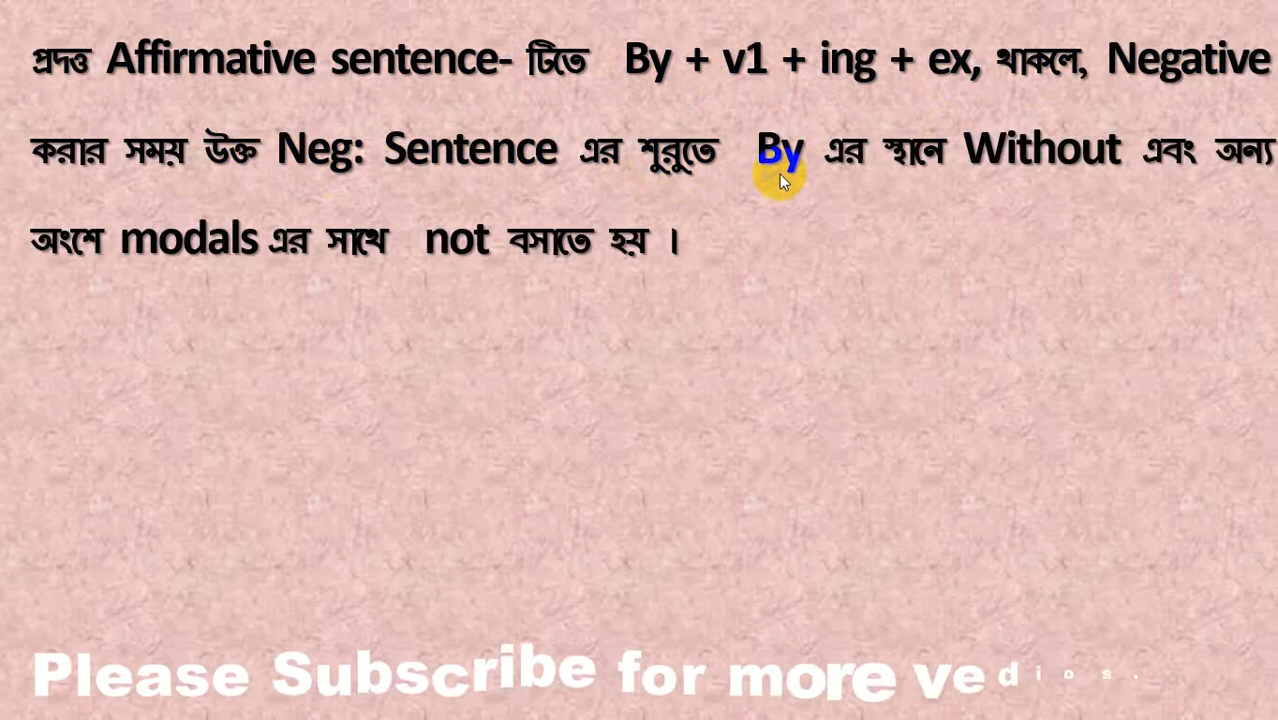 প্রদত্ত Affirmative sentence- টিতে By + v1 + ing + ex, থাকলে, Negative
করার সময় উক্ত Neg: Sentence এর শুরুতে By এর স্থানে Without এবং অন্য
অংশে modals এর সাথে not বসাতে হয় ।
Please Subscribe for more vedios.